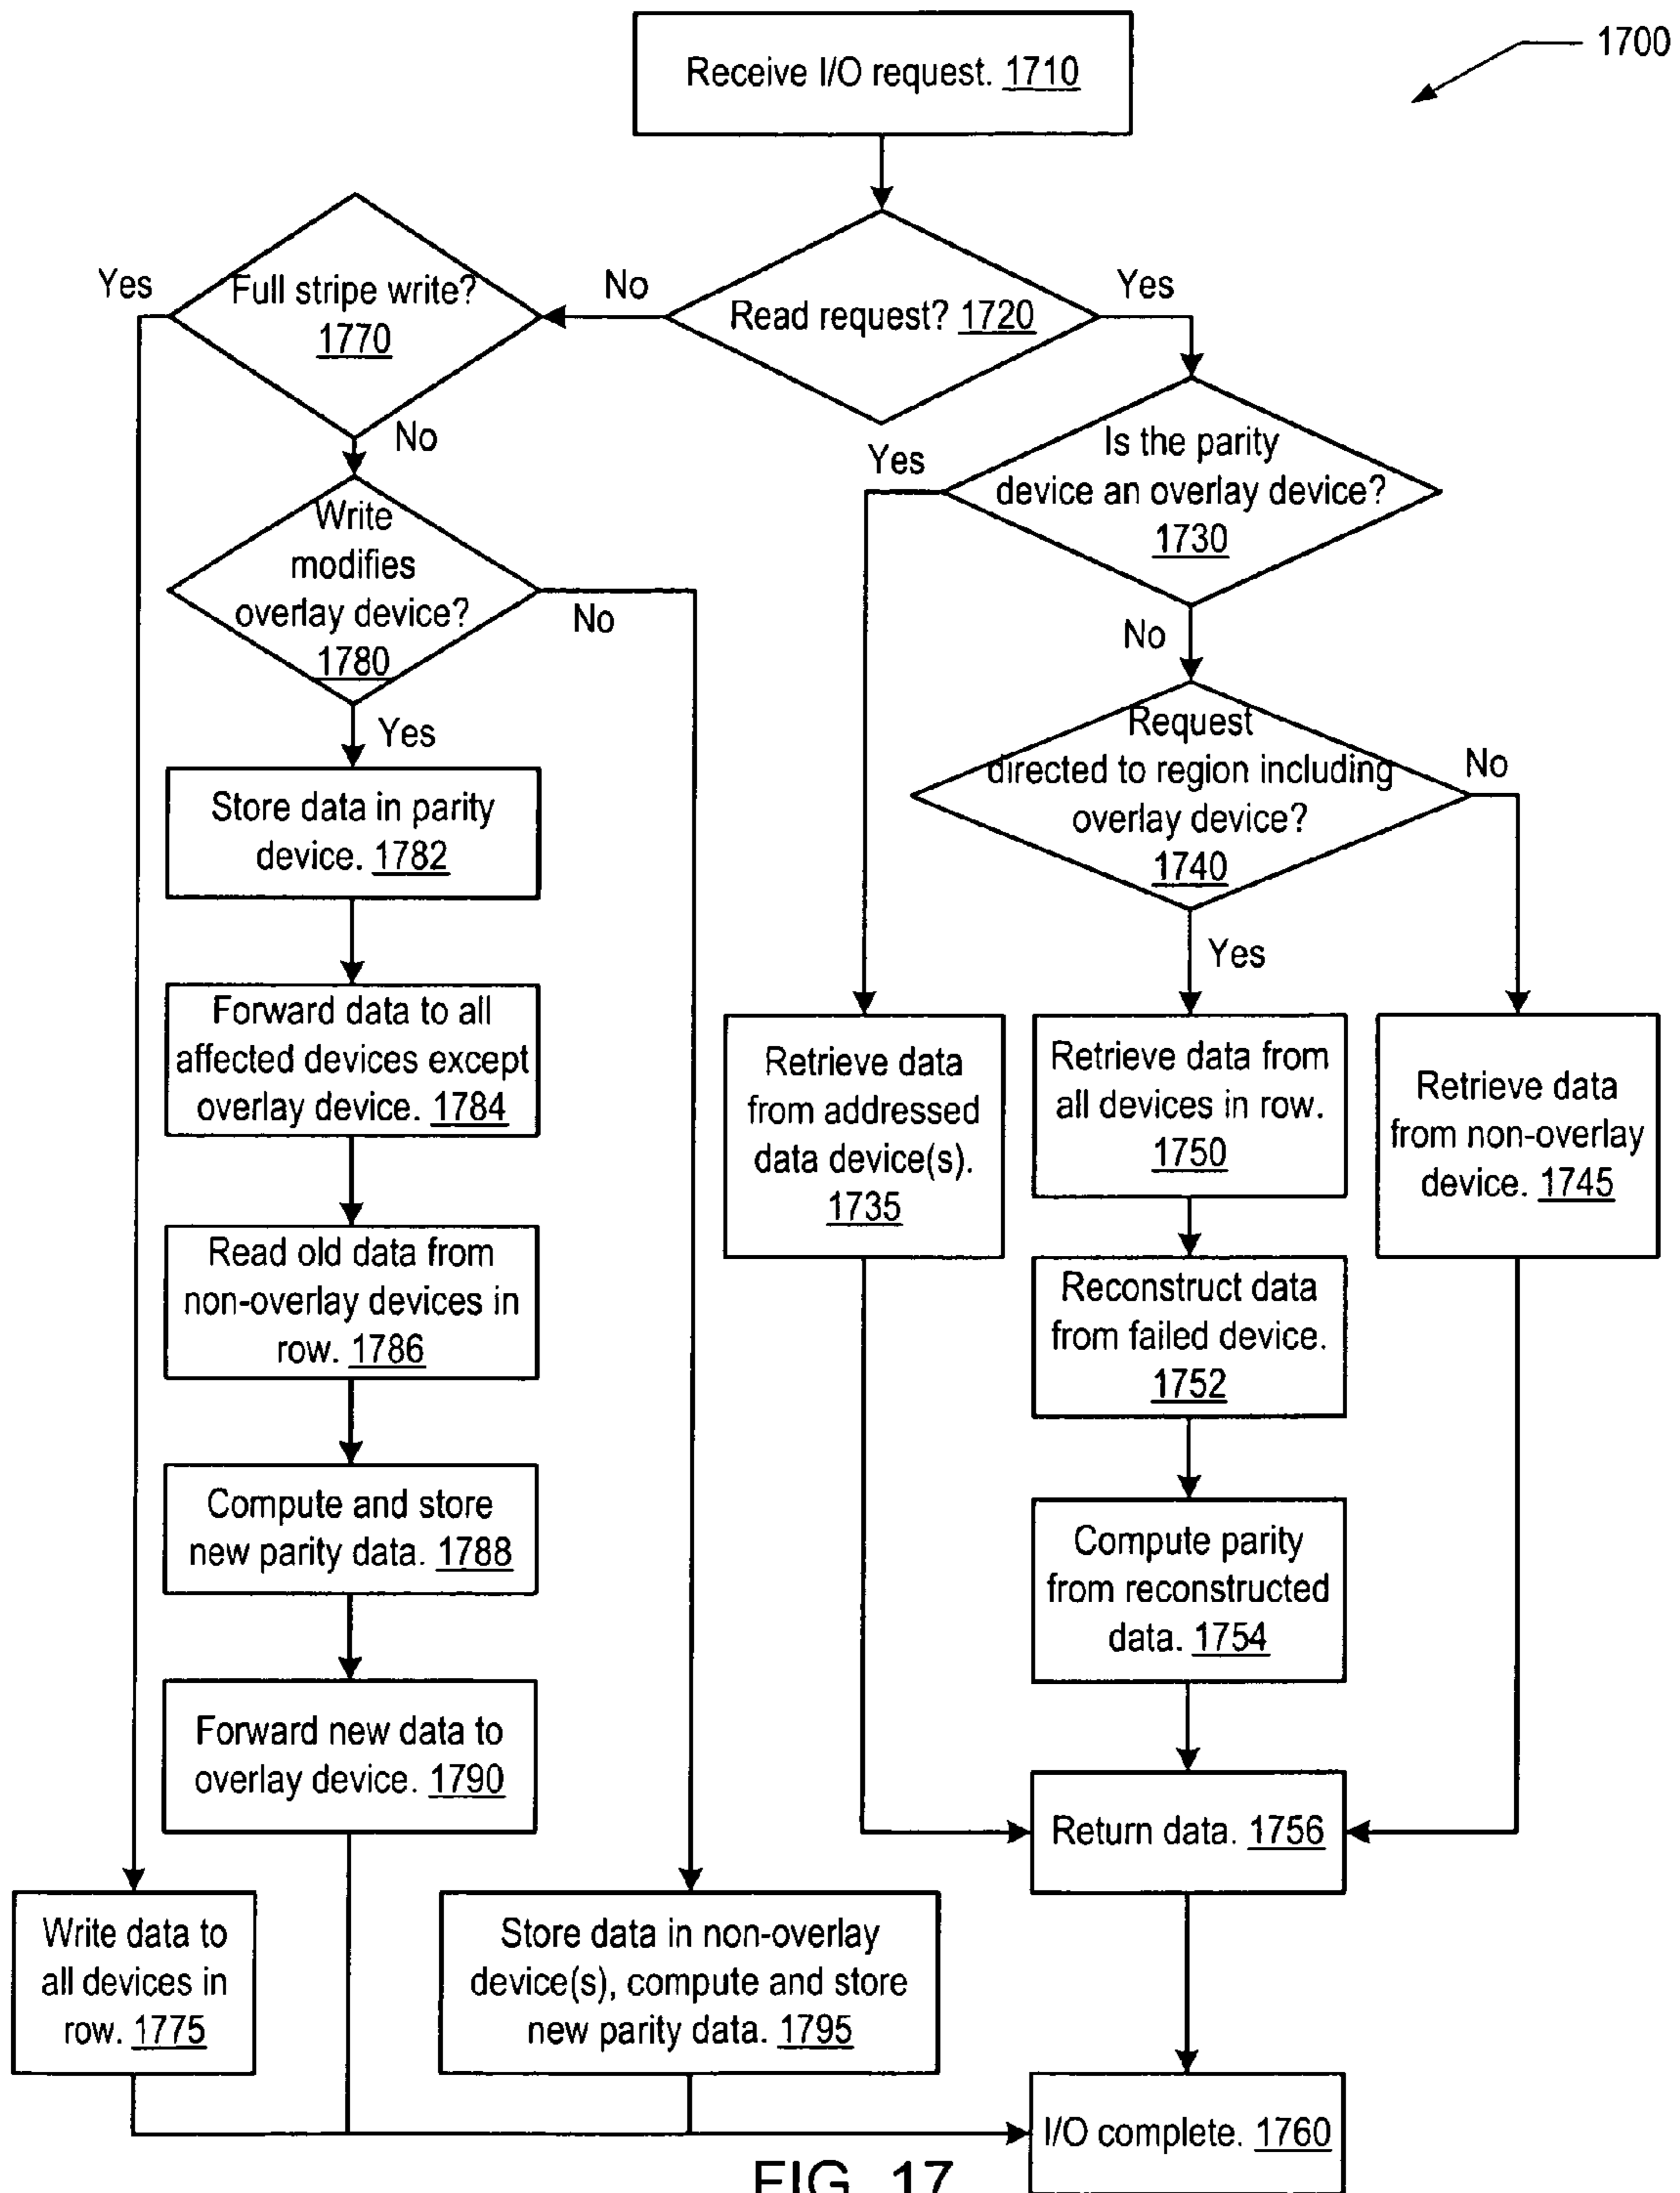 1700
Receive I/O request. 1710
Read request? 1720
No
Yes
Full stripe write?
1770
Yes
No
Write
modifies
overlay device?
1780
No
Yes
Store data in parity
device. 1782
Forward data to all
affected devices except
overlay device. 1784
Read old data from
non-overlay devices in
row. 1786
Compute and store
new parity data. 1788
Forward new data to
overlay device. 1790
Write data to
all devices in
row. 1775
Store data in non-overlay
device(s), compute and store
new parity data. 1795
Is the parity
device an overlay device?
1730
Yes
No
Request
directed to region including
overlay device?
1740
No
Yes
Retrieve data
from addressed
data device(s).
1735
Retrieve data from
all devices in row.
1750
Retrieve data
from non-overlay
device. 1745
Reconstruct data
from failed device.
1752
Compute parity
from reconstructed
data. 1754
Return data. 1756
I/O complete. 1760
FIG. 17